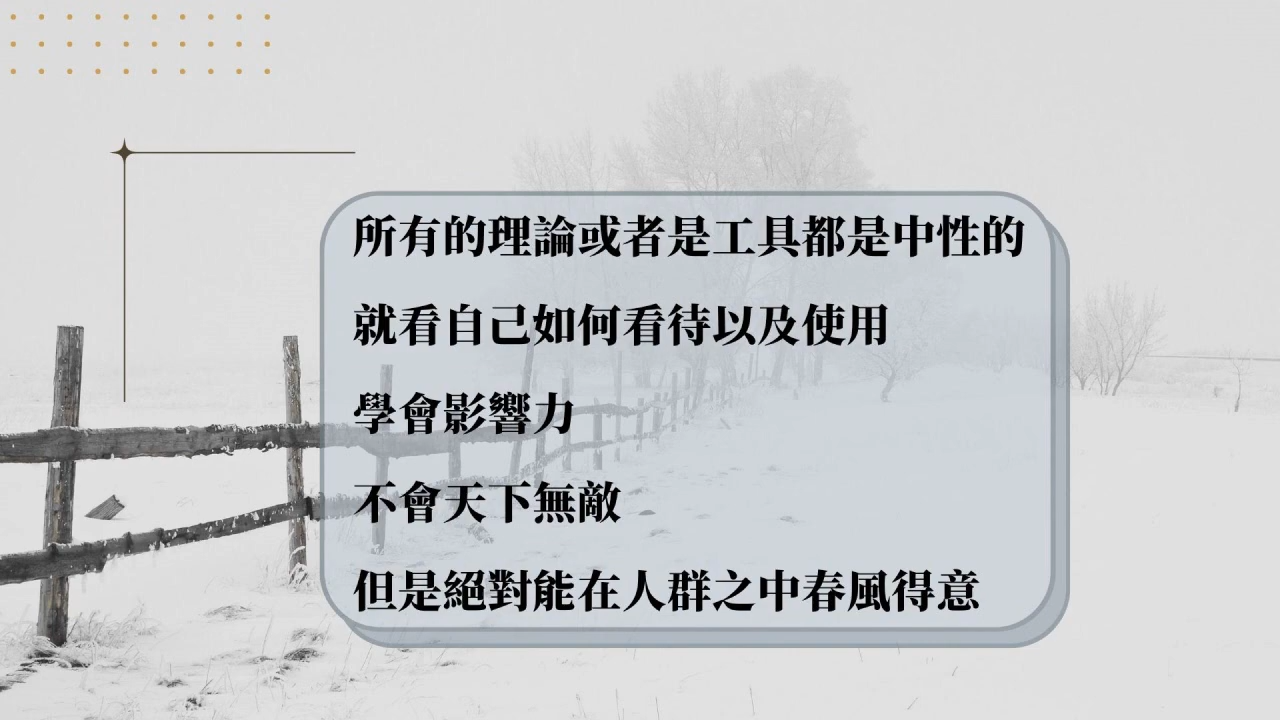 所有的理論或者是工具都是中性的
就看自己如何看待以及使用
學會影響力
不會天下無敵
但是絕對能在人群之中春風得意